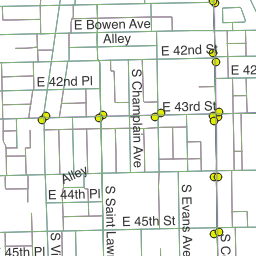 E Bowen Ave
Alley
E 42nd St
E 42nd Pl
E 42
S Champlain Ave
E 43rd St
Alley
E 44th Pl
S Saint Law
S Evans Ave
E 45th St
S C
S V
45th Pl